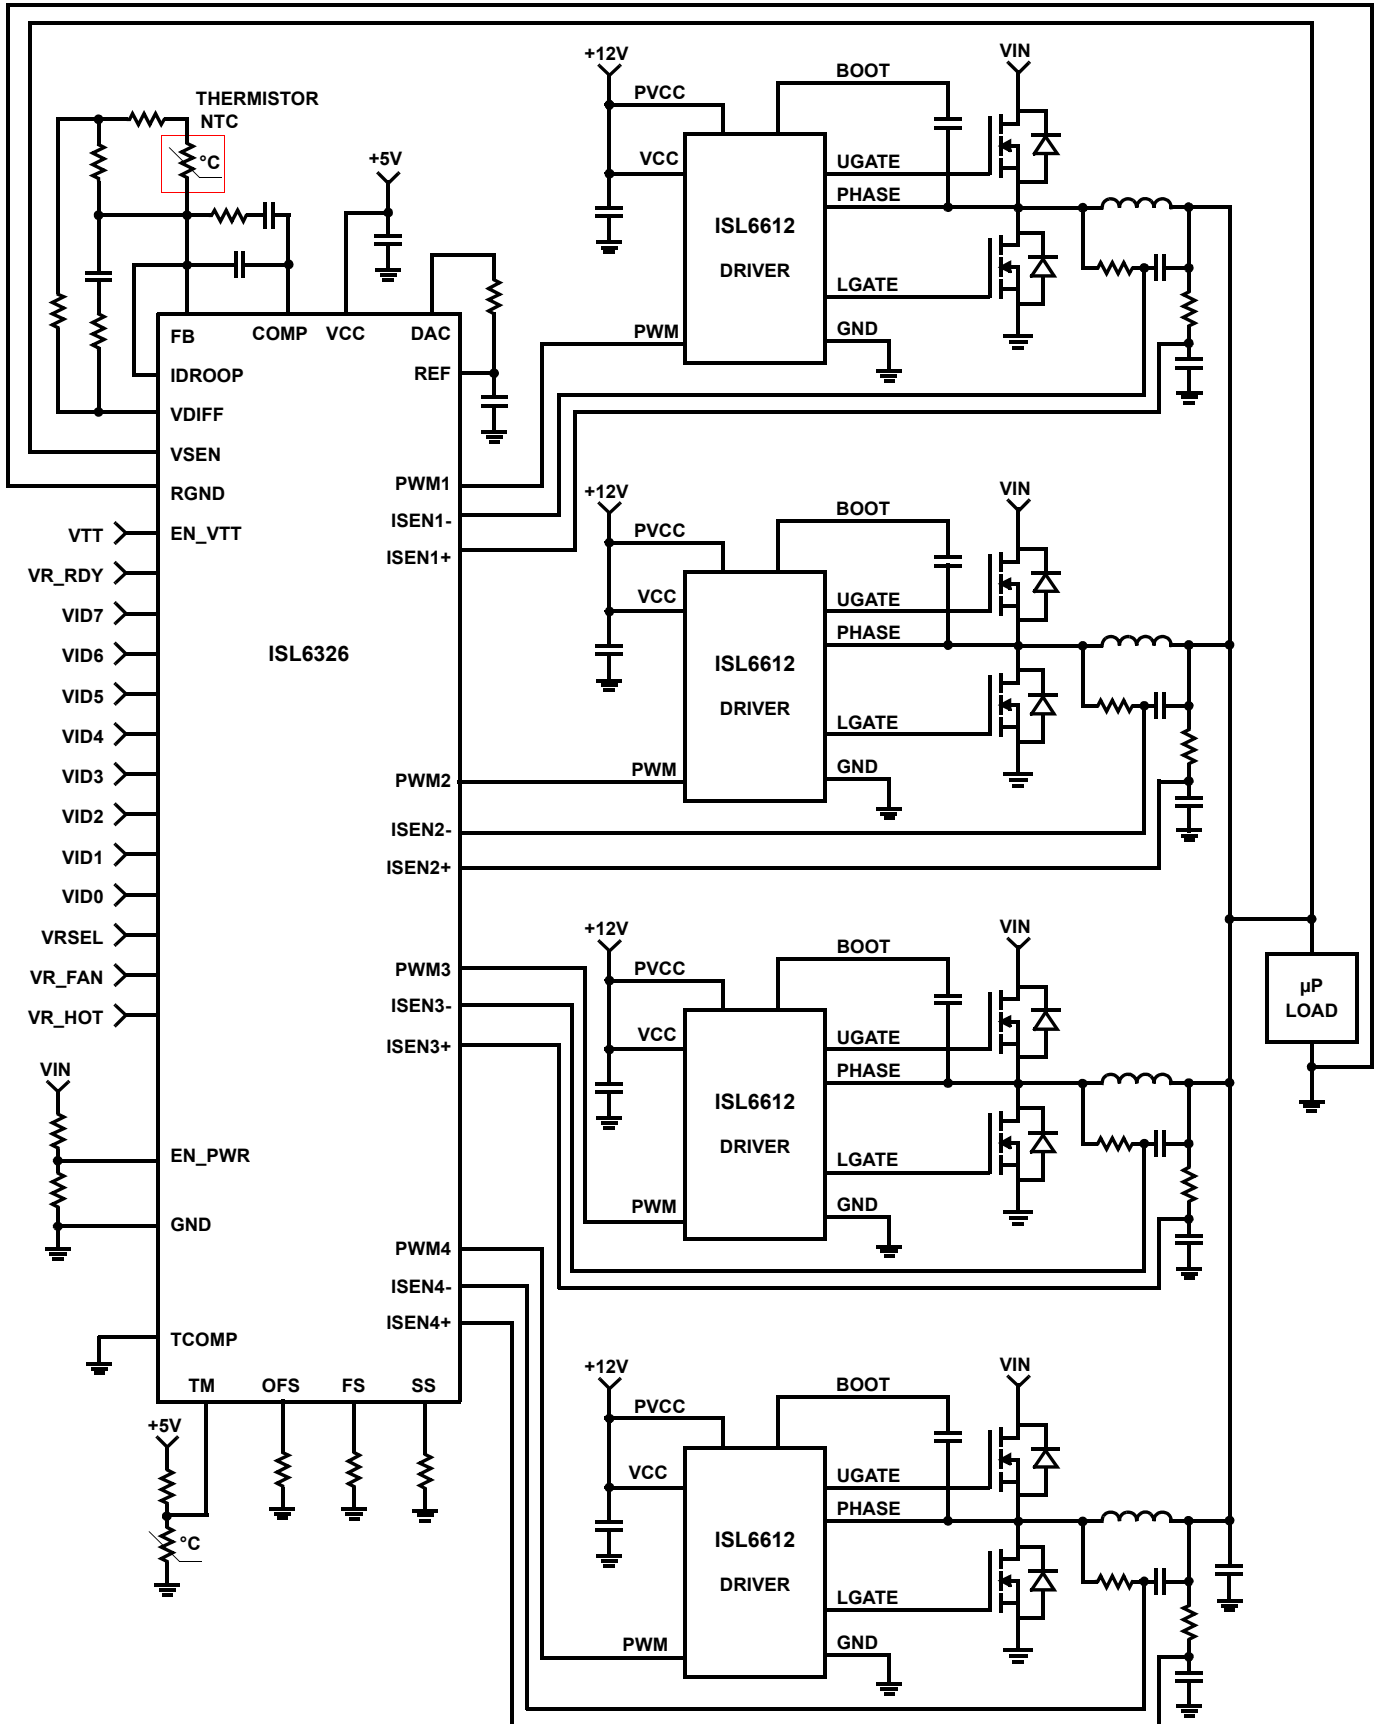 THERMISTOR
NTC
°C
+5V
FB
COMP
VCC
DAC
IDROOP
REF
VDIFF
VSEN
RGND
PWM1
ISEN1-
ISEN1+
VTT
EN_VTT
VR_RDY
VID7
VID6
ISL6326
VID5
VID4
VID3
PWM2
VID2
ISEN2-
VID1
ISEN2+
VID0
VRSEL
VR_FAN
PWM3
ISEN3-
VR_HOT
ISEN3+
VIN
EN_PWR
GND
PWM4
ISEN4-
ISEN4+
TCOMP
TM
OFS
FS
SS
+5V
°C
+12V
VIN
BOOT
PVCC
VCC
UGATE
PHASE
ISL6612
DRIVER
LGATE
PWM
GND
+12V
VIN
BOOT
PVCC
VCC
UGATE
PHASE
ISL6612
DRIVER
LGATE
PWM
GND
+12V
VIN
BOOT
PVCC
VCC
UGATE
PHASE
ISL6612
DRIVER
LGATE
PWM
GND
µP
LOAD
+12V
VIN
BOOT
PVCC
VCC
UGATE
PHASE
ISL6612
DRIVER
LGATE
PWM
GND